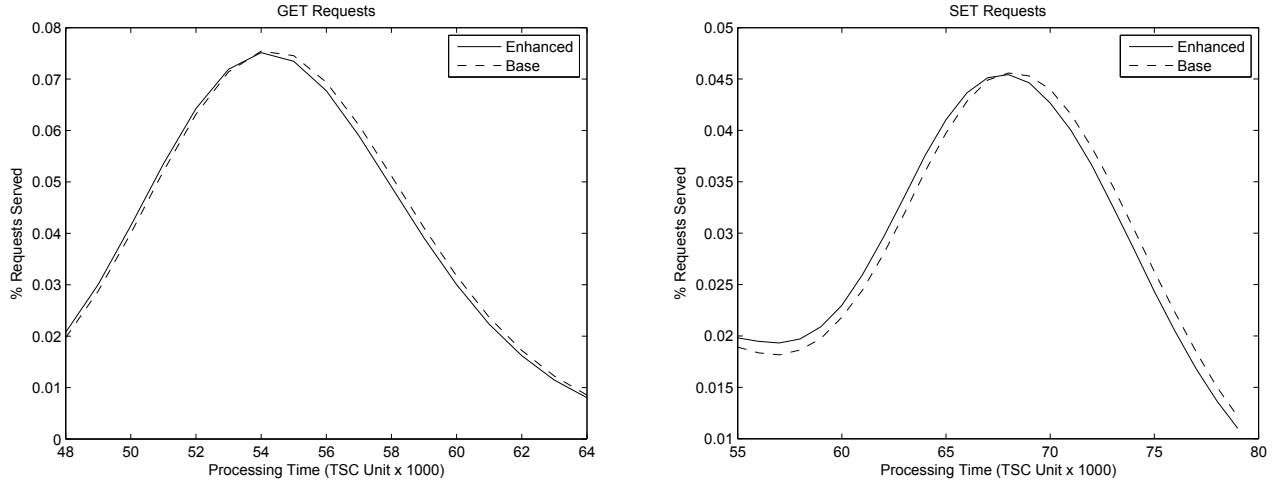 GET Requests
0.08
0.07
0.06
0.05
0.04
0.03
0.02
0.01
0
% Requests Served
48 50 52 54 56 58 60 62 64
Processing Time (TSC Unit x 1000)
Enhanced
Base
SET Requests
0.05
0.045
0.04
0.035
0.03
0.025
0.02
0.015
0.01
% Requests Served
55 60 65 70 75 80
Processing Time (TSC Unit x 1000)
Enhanced
Base